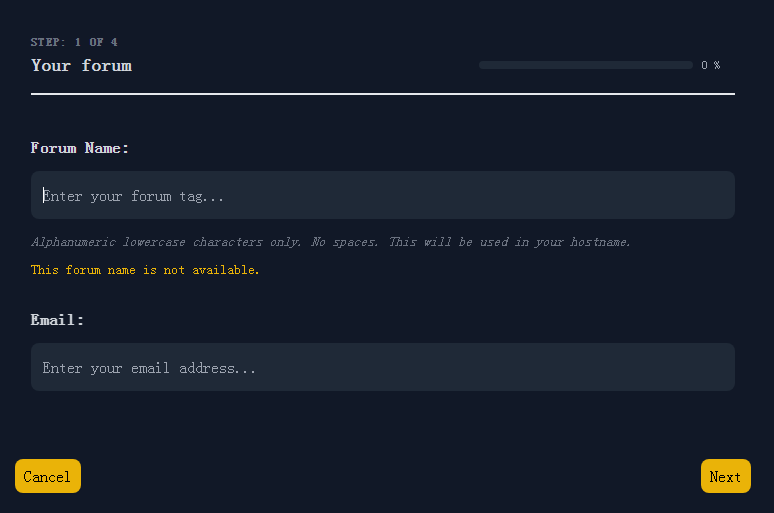 STEP: 1 OF 4
Your forum
0 %
Forum Name:
Enter your forum tag...
Alphanumeric lowercase characters only. No spaces. This will be used in your hostname.
This forum name is not available.
Email:
Enter your email address...
Cancel
Next